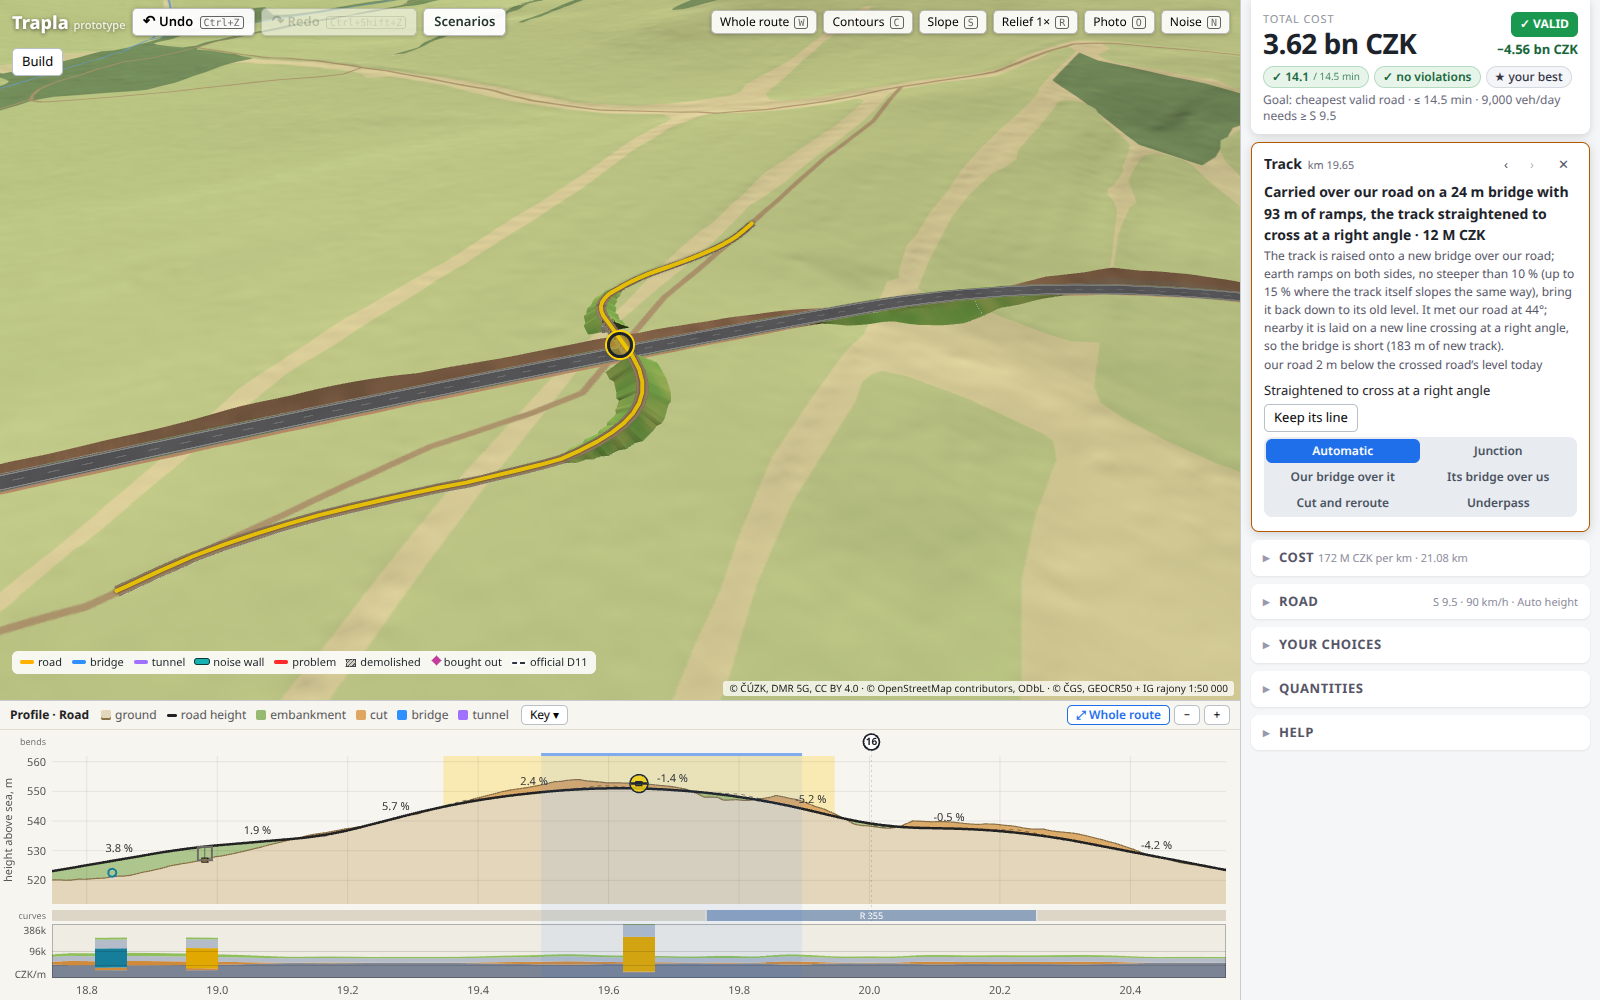 Trapla prototype
↶ Undo Ctrl+Z
↷ Redo Ctrl+Shift+Z
Scenarios
Whole route W
Contours C
Slope S
Relief 1× R
Photo O
Noise N
Build
road
bridge
tunnel
noise wall
problem
demolished
bought out
official D11
© ČÚZK, DMR 5G, CC BY 4.0 · © OpenStreetMap contributors, ODbL · © ČGS, GEOCR50 + IG rajony 1:50 000
TOTAL COST
✓ VALID
3.62 bn CZK
−4.56 bn CZK
✓ 14.1 / 14.5 min
✓ no violations
★ your best
Goal: cheapest valid road · ≤ 14.5 min · 9,000 veh/day
needs ≥ S 9.5
Track km 19.65
‹ › ✕
Carried over our road on a 24 m bridge with
93 m of ramps, the track straightened to
cross at a right angle · 12 M CZK
The track is raised onto a new bridge over our road;
earth ramps on both sides, no steeper than 10 % (up to
15 % where the track itself slopes the same way), bring
it back down to its old level. It met our road at 44°;
nearby it is laid on a new line crossing at a right angle,
so the bridge is short (183 m of new track).
our road 2 m below the crossed road's level today
Straightened to cross at a right angle
Keep its line
Automatic
Junction
Our bridge over it
Its bridge over us
Cut and reroute
Underpass
▶ COST 172 M CZK per km · 21.08 km
▶ ROAD S 9.5 · 90 km/h · Auto height
▶ YOUR CHOICES
▶ QUANTITIES
▶ HELP
Profile · Road
ground
road height
embankment
cut
bridge
tunnel
Key ▾
⤢ Whole route
−
+
bends
16
height above sea, m
560
550
540
530
520
3.8 %
1.9 %
5.7 %
2.4 %
-1.4 %
-5.2 %
-0.5 %
-4.2 %
curves
R 355
386k
96k
CZK/m
18.8
19.0
19.2
19.4
19.6
19.8
20.0
20.2
20.4